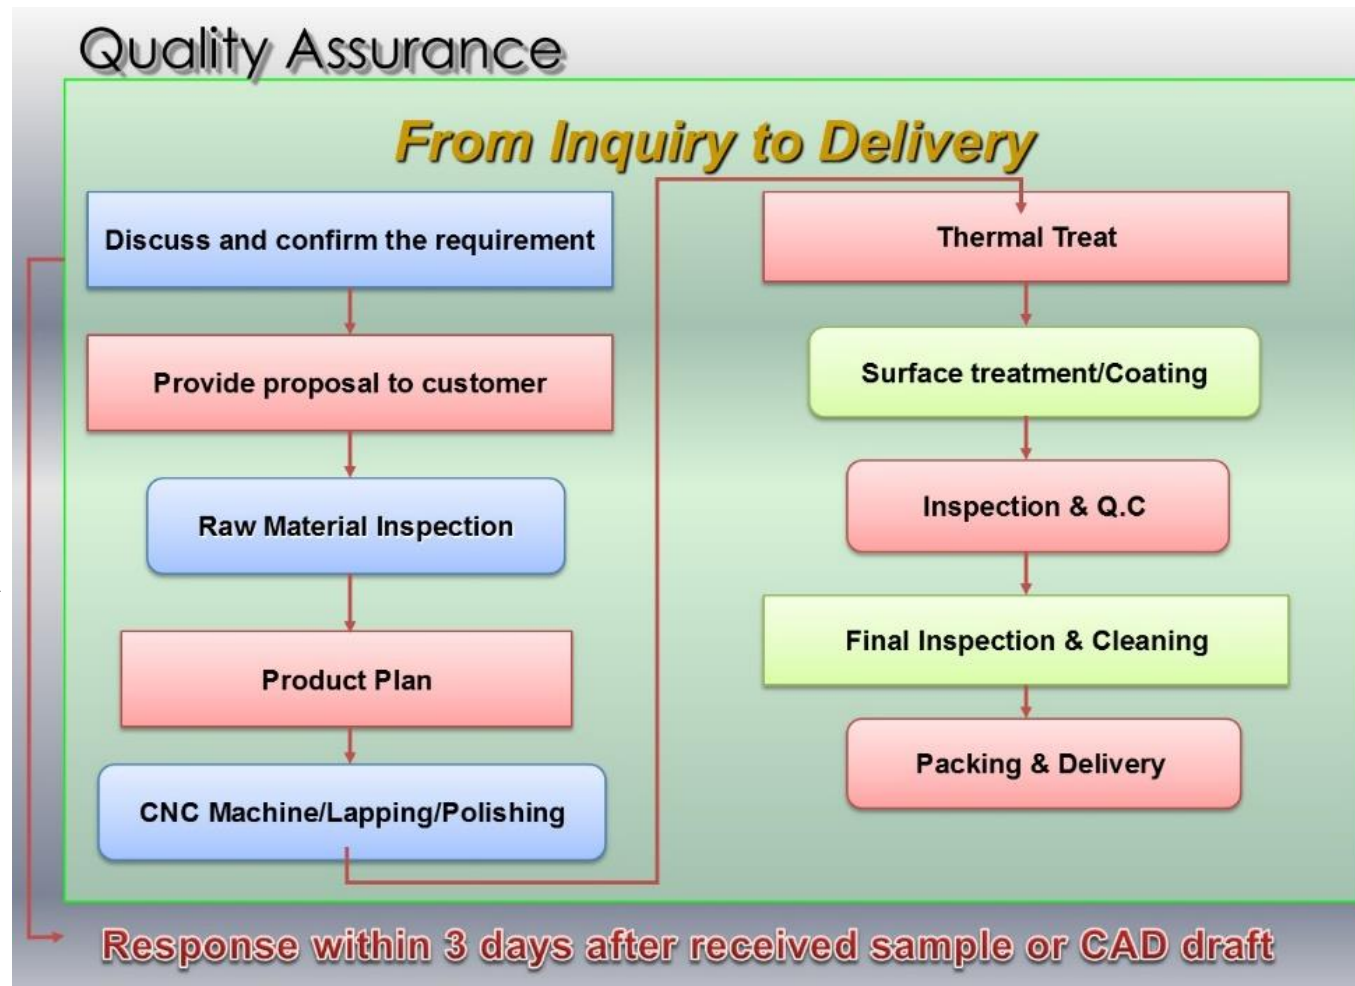 Quality Assurance
From Inquiry to Delivery
Discuss and confirm the requirement
Provide proposal to customer
Raw Material Inspection
Product Plan
CNC Machine/Lapping/Polishing
Thermal Treat
Surface treatment/Coating
Inspection & Q.C
Final Inspection & Cleaning
Packing & Delivery
Response within 3 days after received sample or CAD draft